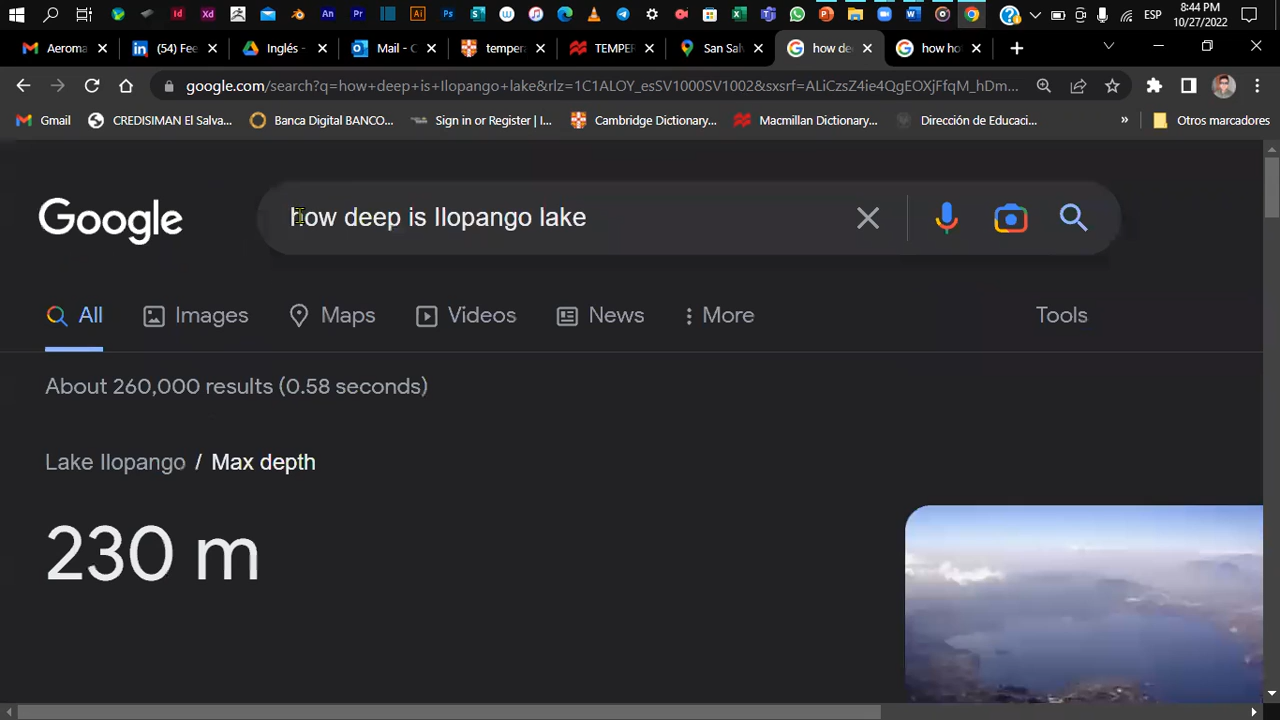 8:44 PM
ESP
10/27/2022
Aeroma
(54) Fee
Inglés -
Mail - C
tempera
TEMPER
San Salv
how de
how ho
google.com/search?q=how+deep+is+Ilopango+lake&rlz=1C1ALOY_esSV1000SV1002&sxsrf=ALiCzsZ4ie4QgEOXjFfqM_hDm...
Gmail
CREDISIMAN El Salva...
Banca Digital BANCO...
Sign in or Register | I...
Cambridge Dictionary...
Macmillan Dictionary...
Dirección de Educaci...
»
Otros marcadores
Google
how deep is Ilopango lake
All
Images
Maps
Videos
News
More
Tools
About 260,000 results (0.58 seconds)
Lake Ilopango / Max depth
230 m